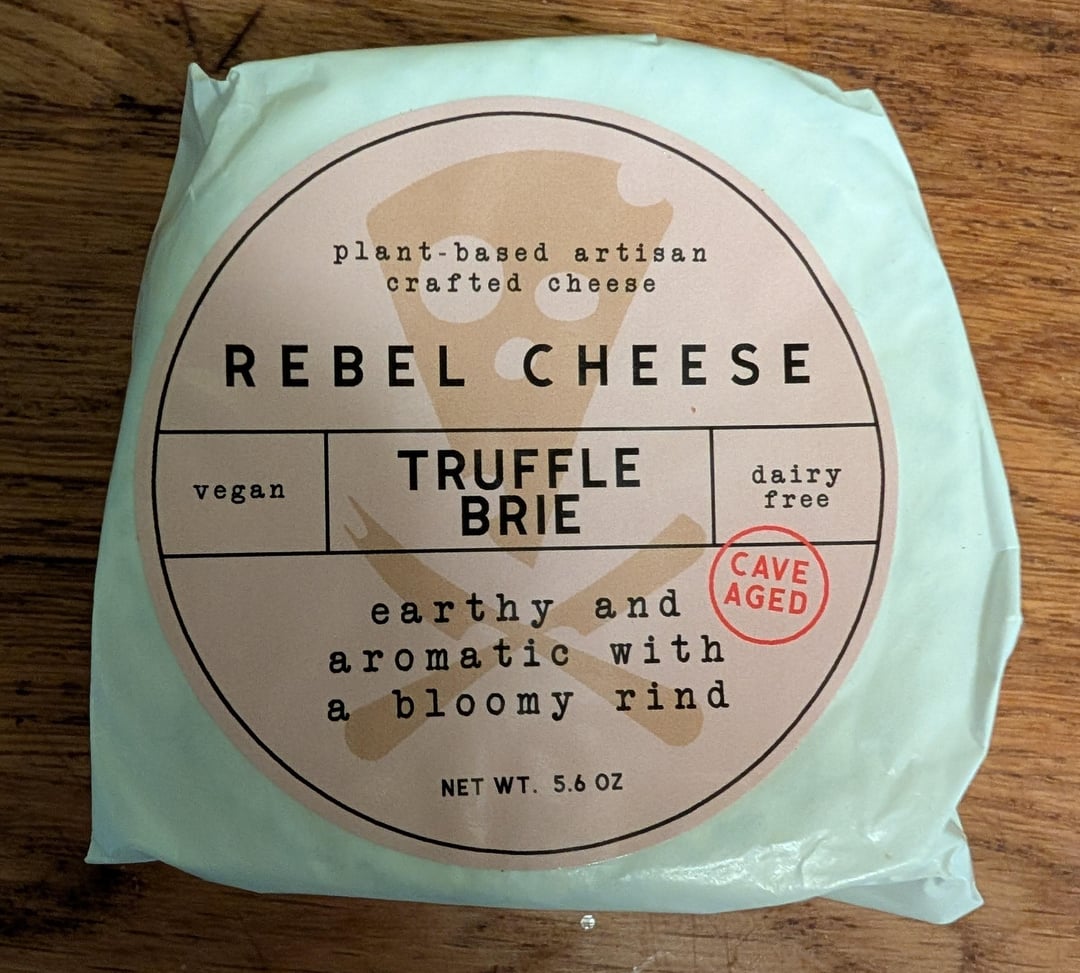 plant-based artisan
crafted cheese
REBEL CHEESE
vegan
TRUFFLE
BRIE
dairy
free
CAVE
AGED
earthy and
aromatic with
a bloomy rind
NET WT. 5.6 OZ